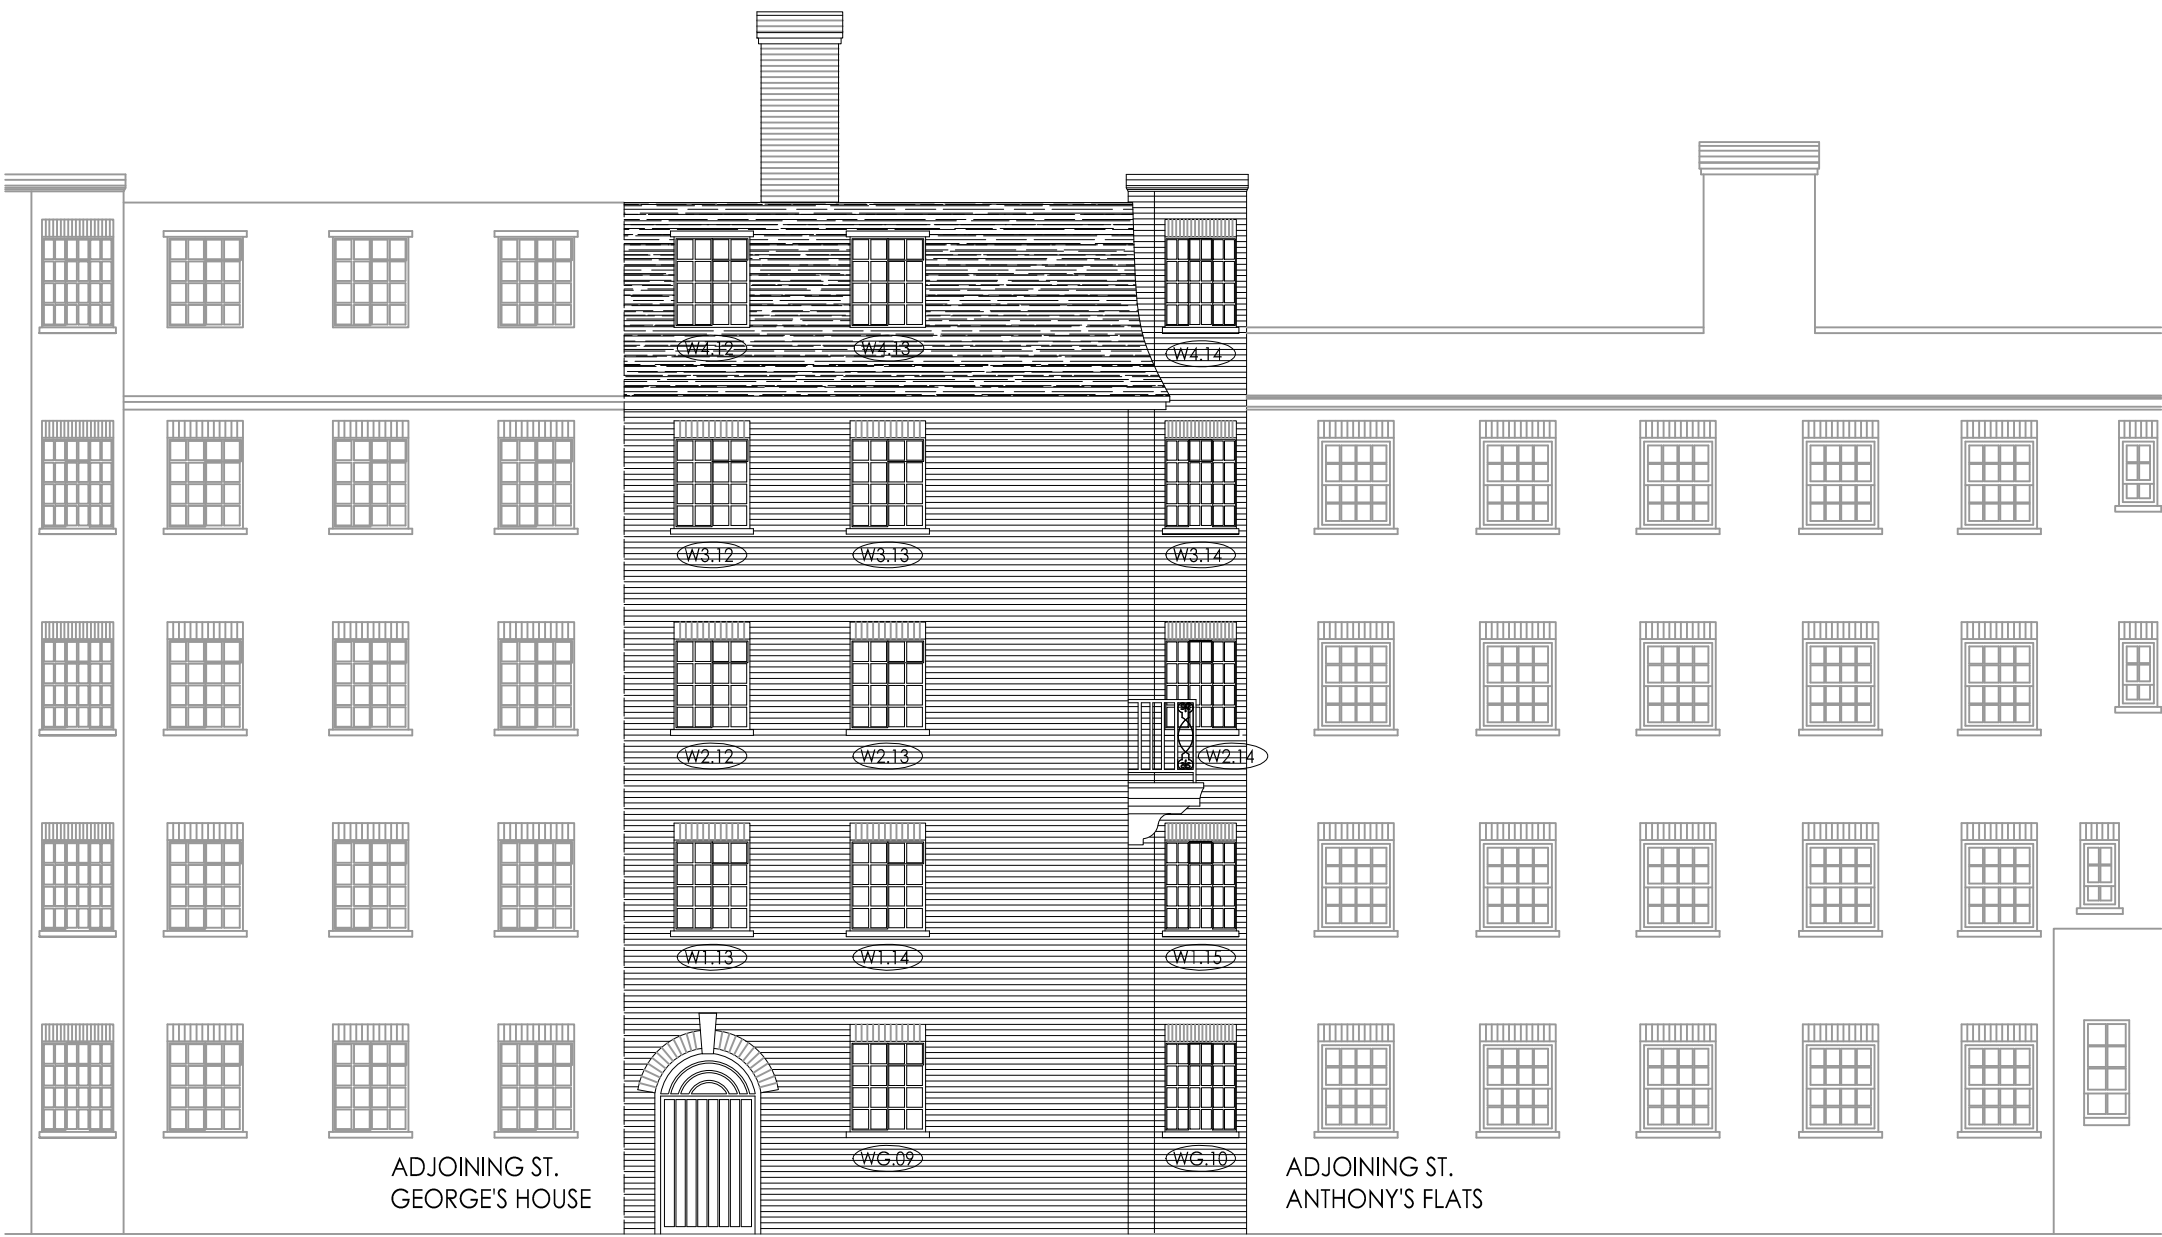 W4.12
W4.13
W4.14
W3.12
W3.13
W3.14
W2.12
W2.13
W2.14
W1.13
W1.14
W1.15
WG.09
WG.10
ADJOINING ST.
GEORGE'S HOUSE
ADJOINING ST.
ANTHONY'S FLATS